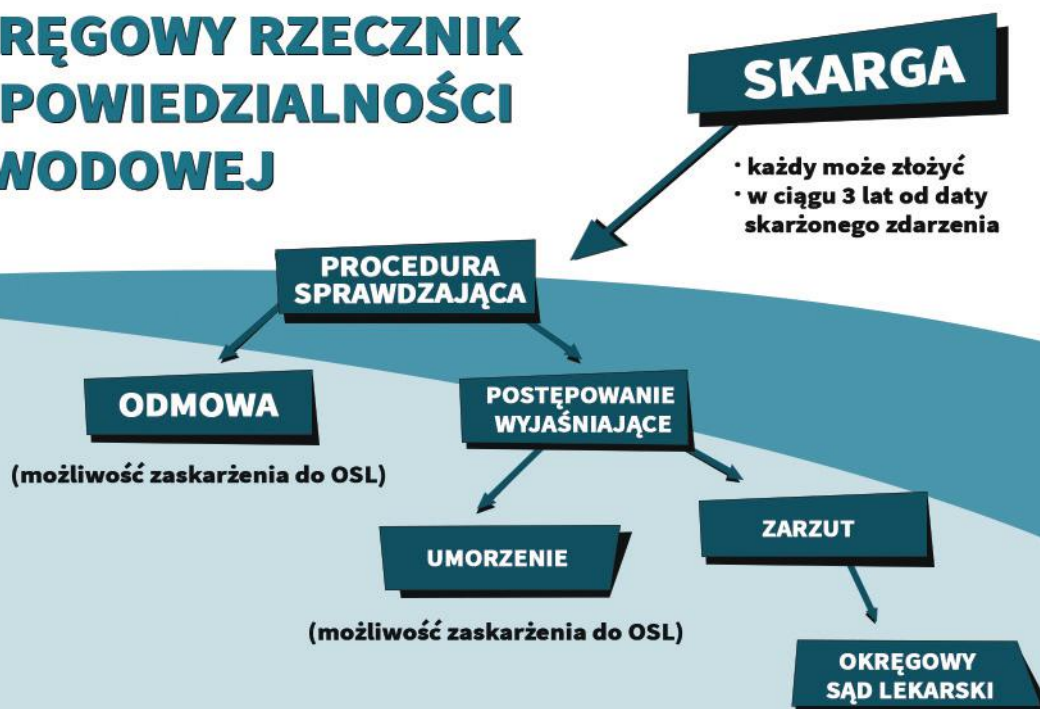 RĘGOWY RZECZNIK
POWIEDZIALNOŚCI
WODOWEJ
SKARGA
· każdy może złożyć
· w ciągu 3 lat od daty
skarżonego zdarzenia
PROCEDURA
SPRAWDZAJĄCA
ODMOWA
(możliwość zaskarżenia do OSL)
POSTĘPOWANIE
WYJAŚNIAJĄCE
UMORZENIE
(możliwość zaskarżenia do OSL)
ZARZUT
OKRĘGOWY
SĄD LEKARSKI